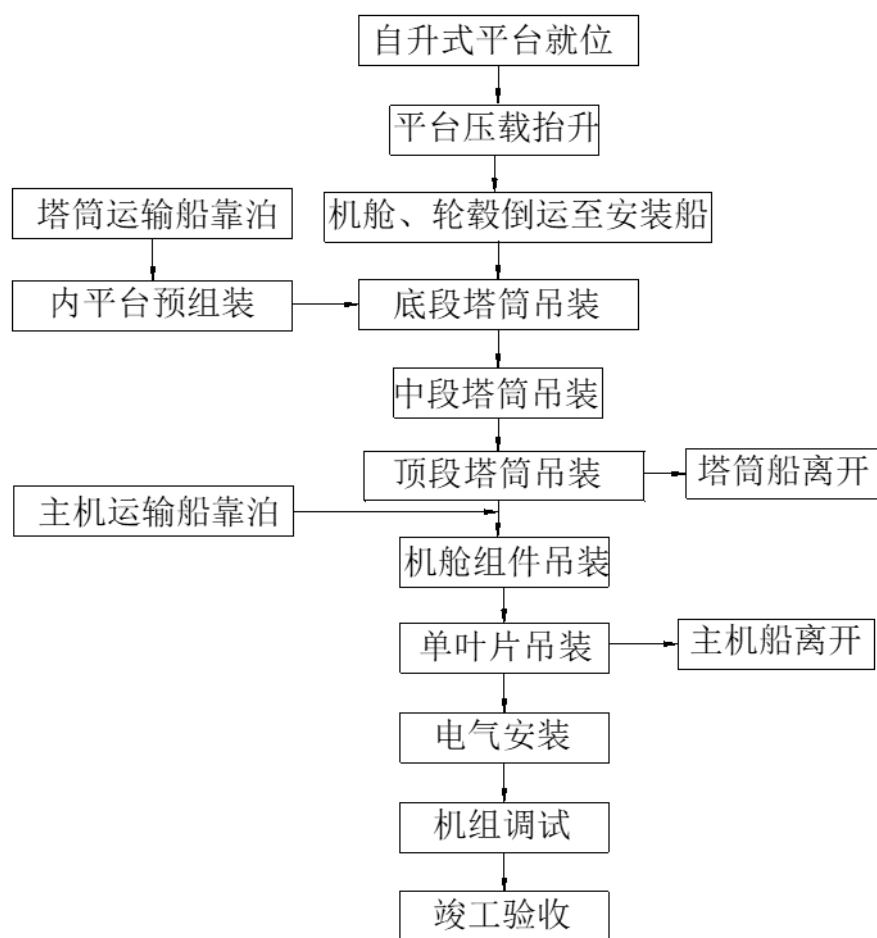 自升式平台就位
平台压载抬升
塔筒运输船靠泊
机舱、轮毂倒运至安装船
内平台预组装
底段塔筒吊装
中段塔筒吊装
顶段塔筒吊装
塔筒船离开
主机运输船靠泊
机舱组件吊装
单叶片吊装
主机船离开
电气安装
机组调试
竣工验收